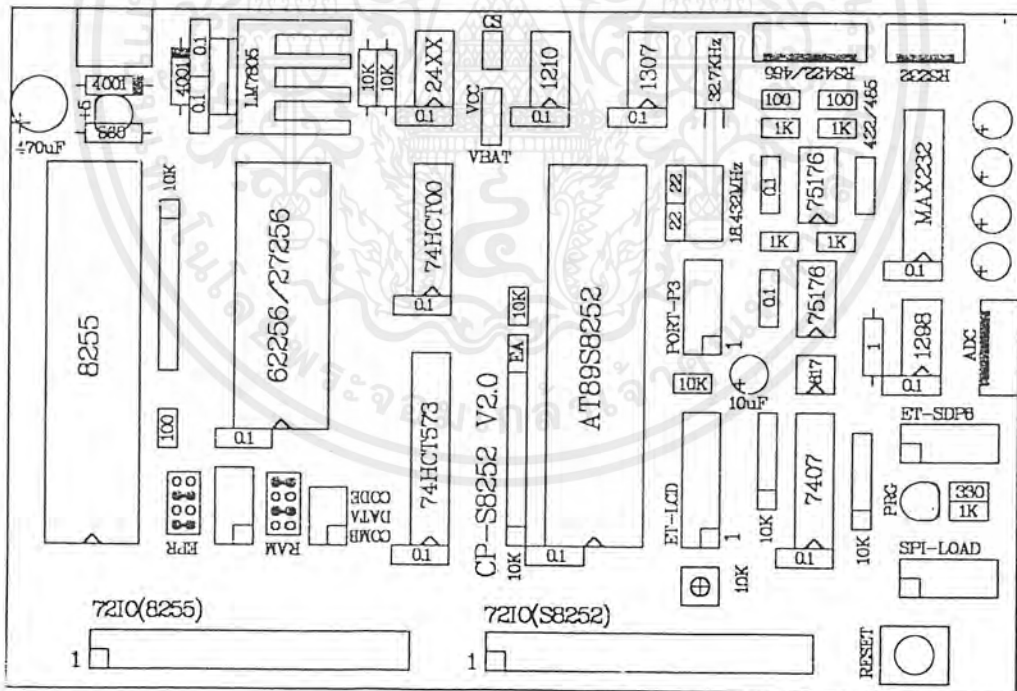 CS
4001
4001
0.1
0.1
LM7805
10K
10K
24XX
0.1
VCC
VBAT
1210
0.1
1307
0.1
32.7KHz
RS422/485
RS232
100
100
1K
1K
422/485
+5
680
470uF
8255
10K
100
62256/27256
0.1
74HCT00
0.1
74HCT573
0.1
CP-S8252 V2.0
10K
EA
10K
AT89S8252
0.1
22
22
18.432MHz
0.1
75176
1K
1K
0.1
75176
MAX232
0.1
PORT-P3
1
10K
10uF
817
1
1298
0.1
ADC
ET-LCD
1
10K
10K
7407
0.1
10K
ET-SDP6
PRG
330
1K
SPI-LOAD
EPR
RAM
CODE
DATA
COMB
72IO(8255)
1
72IO(S8252)
1
RESET